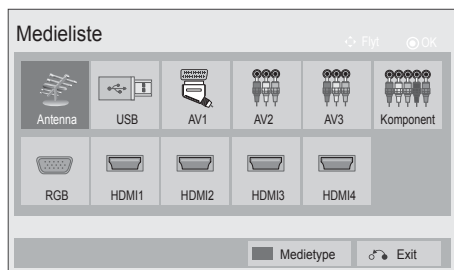 Medieliste
Flyt OK
Antenna USB AV1 AV2 AV3 Komponent
RGB HDMI1 HDMI2 HDMI3 HDMI4
Medietype Exit